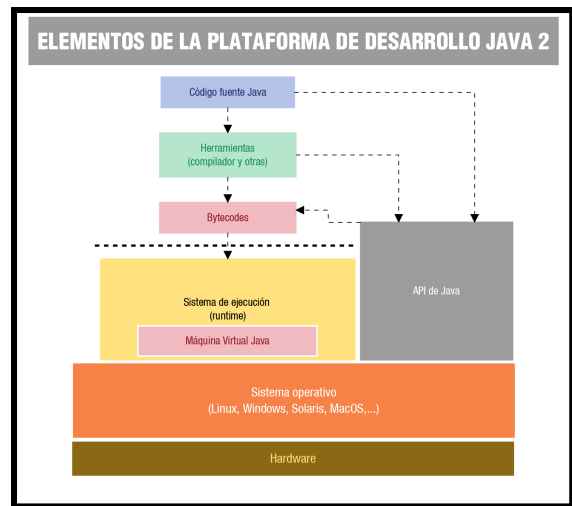 ELEMENTOS DE LA PLATAFORMA DE DESARROLLO JAVA 2
Código fuente Java
Herramientas
(compilador y otras)
Bytecodes
API de Java
Sistema de ejecución
(runtime)
Máquina Virtual Java
Sistema operativo
(Linux, Windows, Solaris, MacOS,...)
Hardware